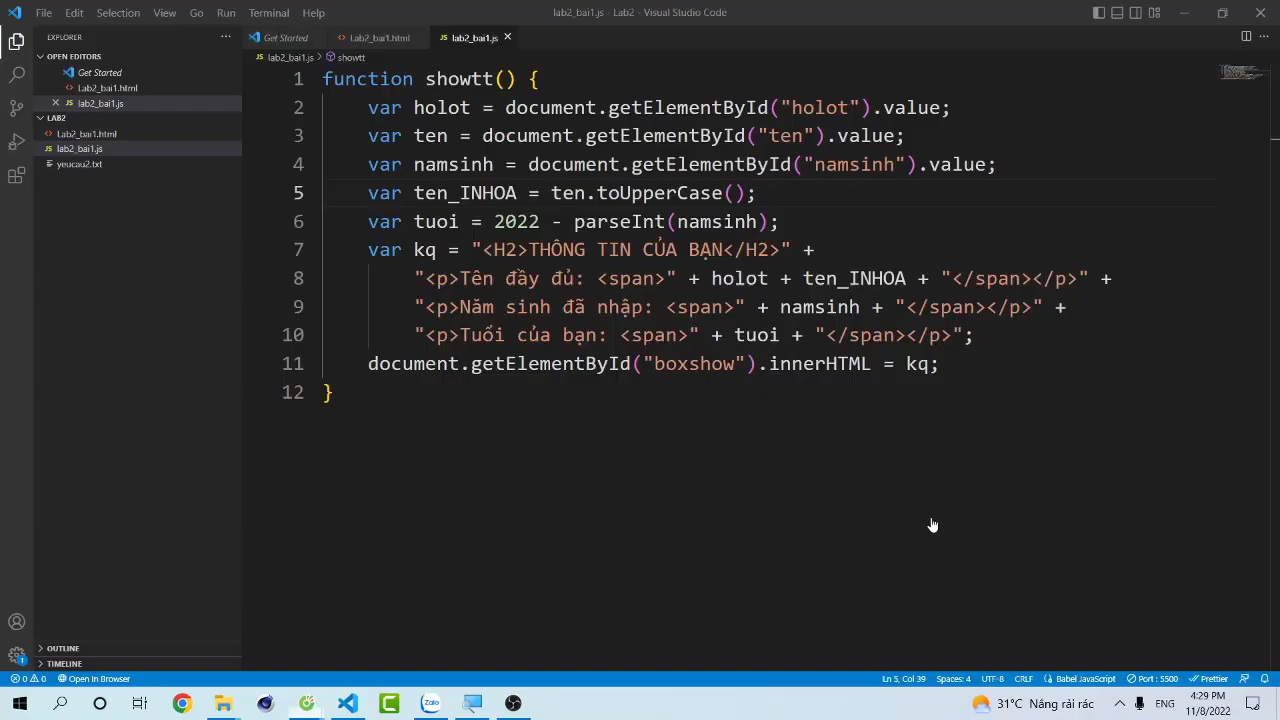 File Edit Selection View Go Run Terminal Help
lab2_bai1.js - Lab2 - Visual Studio Code
EXPLORER
OPEN EDITORS
Get Started
Lab2_bai1.html
lab2_bai1.js
LAB2
Lab2_bai1.html
lab2_bai1.js
yeucau2.txt
OUTLINE
TIMELINE
Get Started Lab2_bai1.html lab2_bai1.js
lab2_bai1.js > showtt
1 function showtt() {
2 var holot = document.getElementById("holot").value;
3 var ten = document.getElementById("ten").value;
4 var namsinh = document.getElementById("namsinh").value;
5 var ten_INHOA = ten.toUpperCase();
6 var tuoi = 2022 - parseInt(namsinh);
7 var kq = "<H2>THÔNG TIN CỦA BẠN</H2>" +
8 "<p>Tên đầy đủ: <span>" + holot + ten_INHOA + "</span></p>" +
9 "<p>Năm sinh đã nhập: <span>" + namsinh + "</span></p>" +
10 "<p>Tuổi của bạn: <span>" + tuoi + "</span></p>";
11 document.getElementById("boxshow").innerHTML = kq;
12 }
0 0 Open In Browser Ln 5, Col 39 Spaces: 4 UTF-8 CRLF Babel JavaScript Port : 5500 Prettier
1
Zalo
31°C Nắng rải rác
4:29 PM
11/8/2022